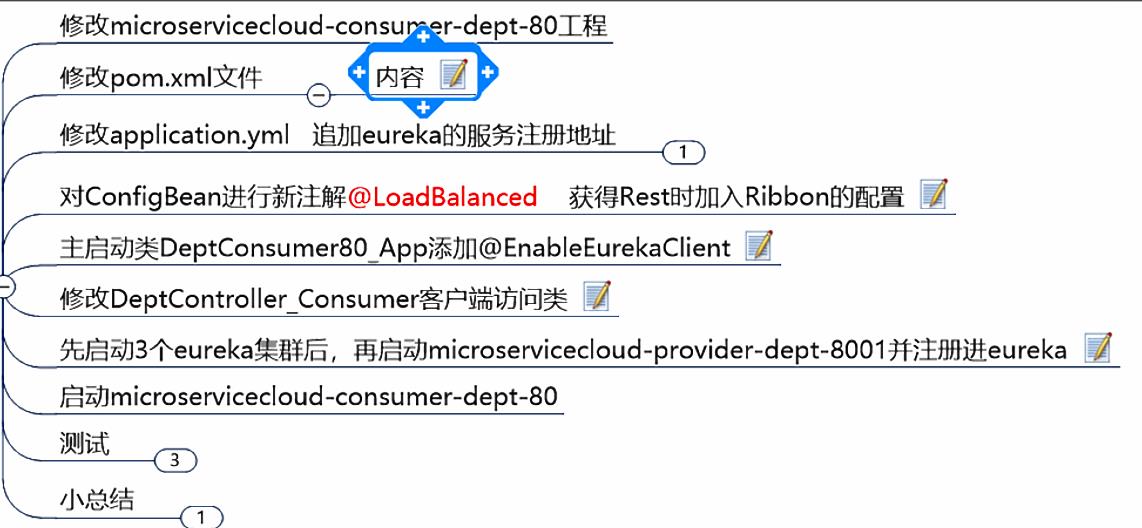 修改microservicecloud-consumer-dept-80工程
修改pom.xml文件 内容
修改application.yml 追加eureka的服务注册地址 1
对ConfigBean进行新注解@LoadBalanced 获得Rest时加入Ribbon的配置
主启动类DeptConsumer80_App添加@EnableEurekaClient
修改DeptController_Consumer客户端访问类
先启动3个eureka集群后，再启动microservicecloud-provider-dept-8001并注册进eureka
启动microservicecloud-consumer-dept-80
测试 3
小总结 1